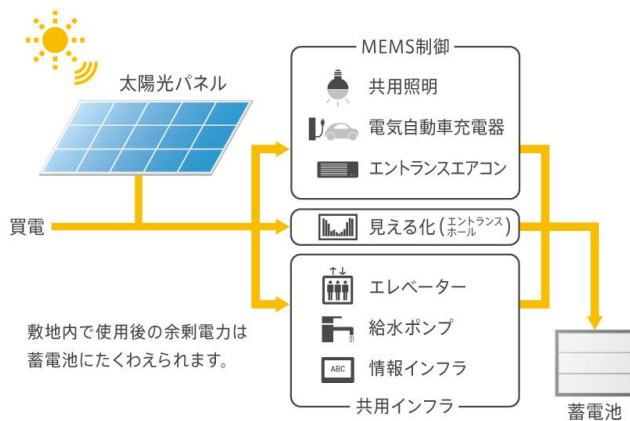 太陽光パネル
買電
MEMS制御
共用照明
電気自動車充電器
エントランスエアコン
見える化(エントランスホール)
エレベーター
給水ポンプ
ABC
情報インフラ
共用インフラ
敷地内で使用後の余剰電力は
蓄電池にたくわえられます。
蓄電池